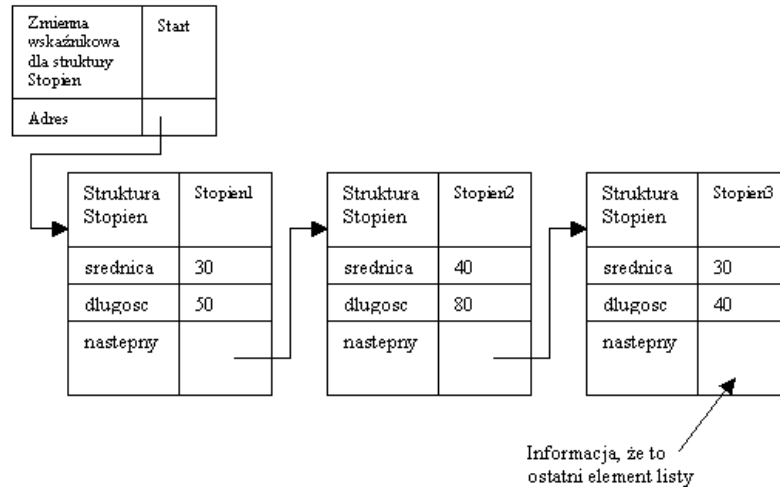 Zmienna
wskaźnikowa
dla struktury
Stopien
Start
Adres
Struktura
Stopien
Stopien1
srednica
30
dlugosc
50
nastepny
Struktura
Stopien
Stopien2
srednica
40
dlugosc
80
nastepny
Struktura
Stopien
Stopien3
srednica
30
dlugosc
40
nastepny
Informacja, że to
ostatni element listy